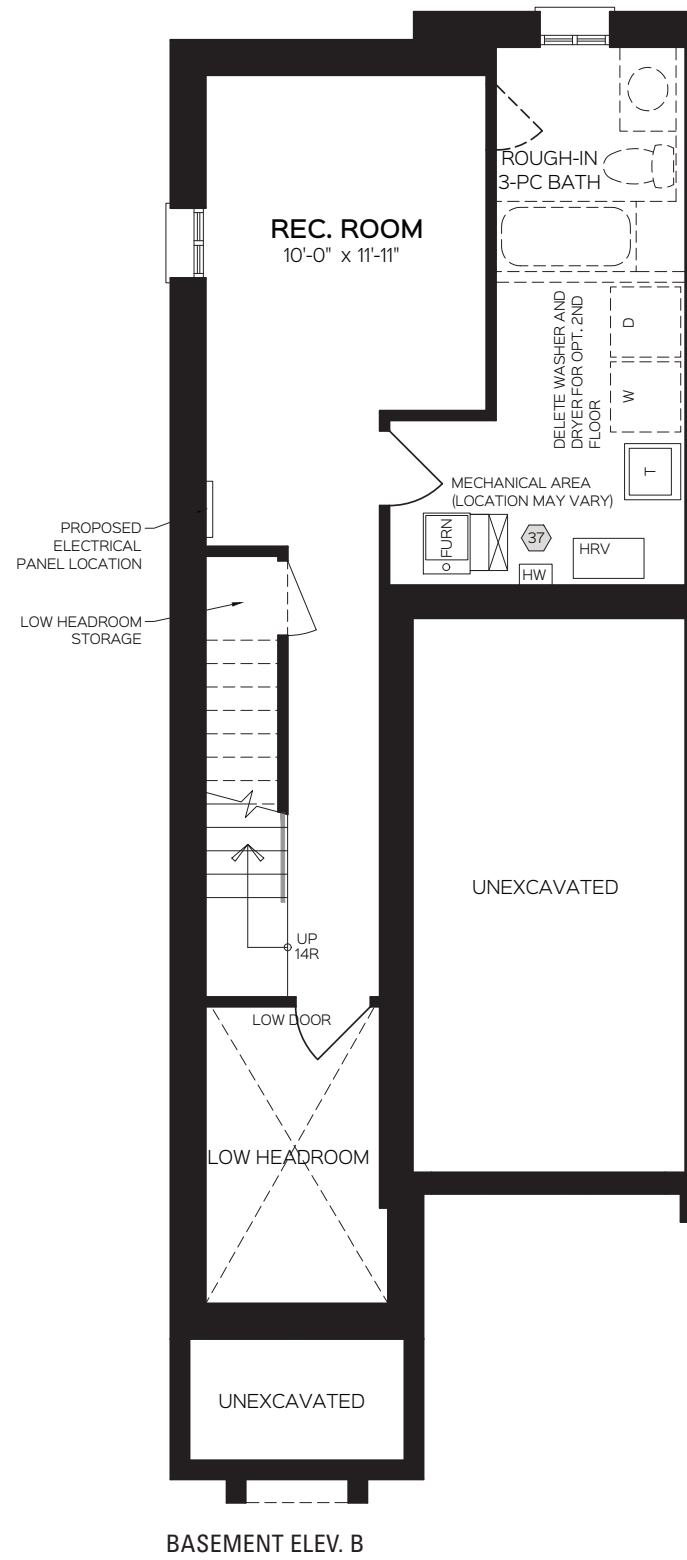 ROUGH-IN
3-PC BATH
REC. ROOM
10'-0" x 11'-11"
DELETE WASHER AND
DRYER FOR OPT. 2ND
FLOOR
D
W
T
MECHANICAL AREA
(LOCATION MAY VARY)
FURN
37
HRV
HW
PROPOSED
ELECTRICAL
PANEL LOCATION
LOW HEADROOM
STORAGE
UNEXCAVATED
UP
14R
LOW DOOR
LOW HEADROOM
UNEXCAVATED
BASEMENT ELEV. B